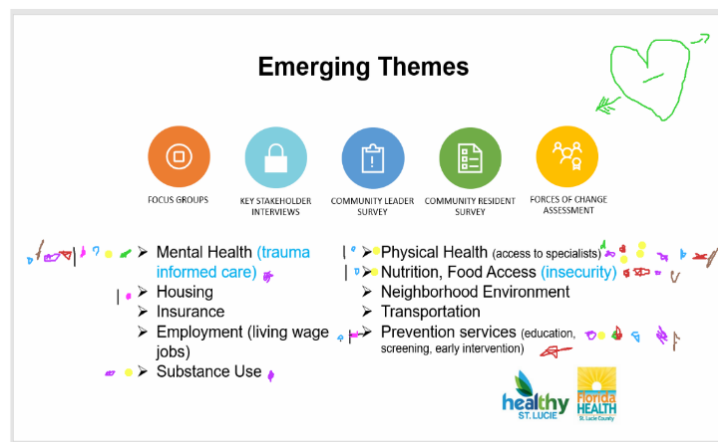 Emerging Themes
FOCUS GROUPS
KEY STAKEHOLDER
INTERVIEWS
COMMUNITY LEADER
SURVEY
COMMUNITY RESIDENT
SURVEY
FORCES OF CHANGE
ASSESSMENT
➢ Mental Health (trauma
informed care)
➢ Housing
➢ Insurance
➢ Employment (living wage
jobs)
➢ Substance Use
➢ Physical Health (access to specialists)
➢ Nutrition, Food Access (insecurity)
➢ Neighborhood Environment
➢ Transportation
➢ Prevention services (education,
screening, early intervention)
healthy
ST. LUCIE
Florida
HEALTH
St. Lucie County